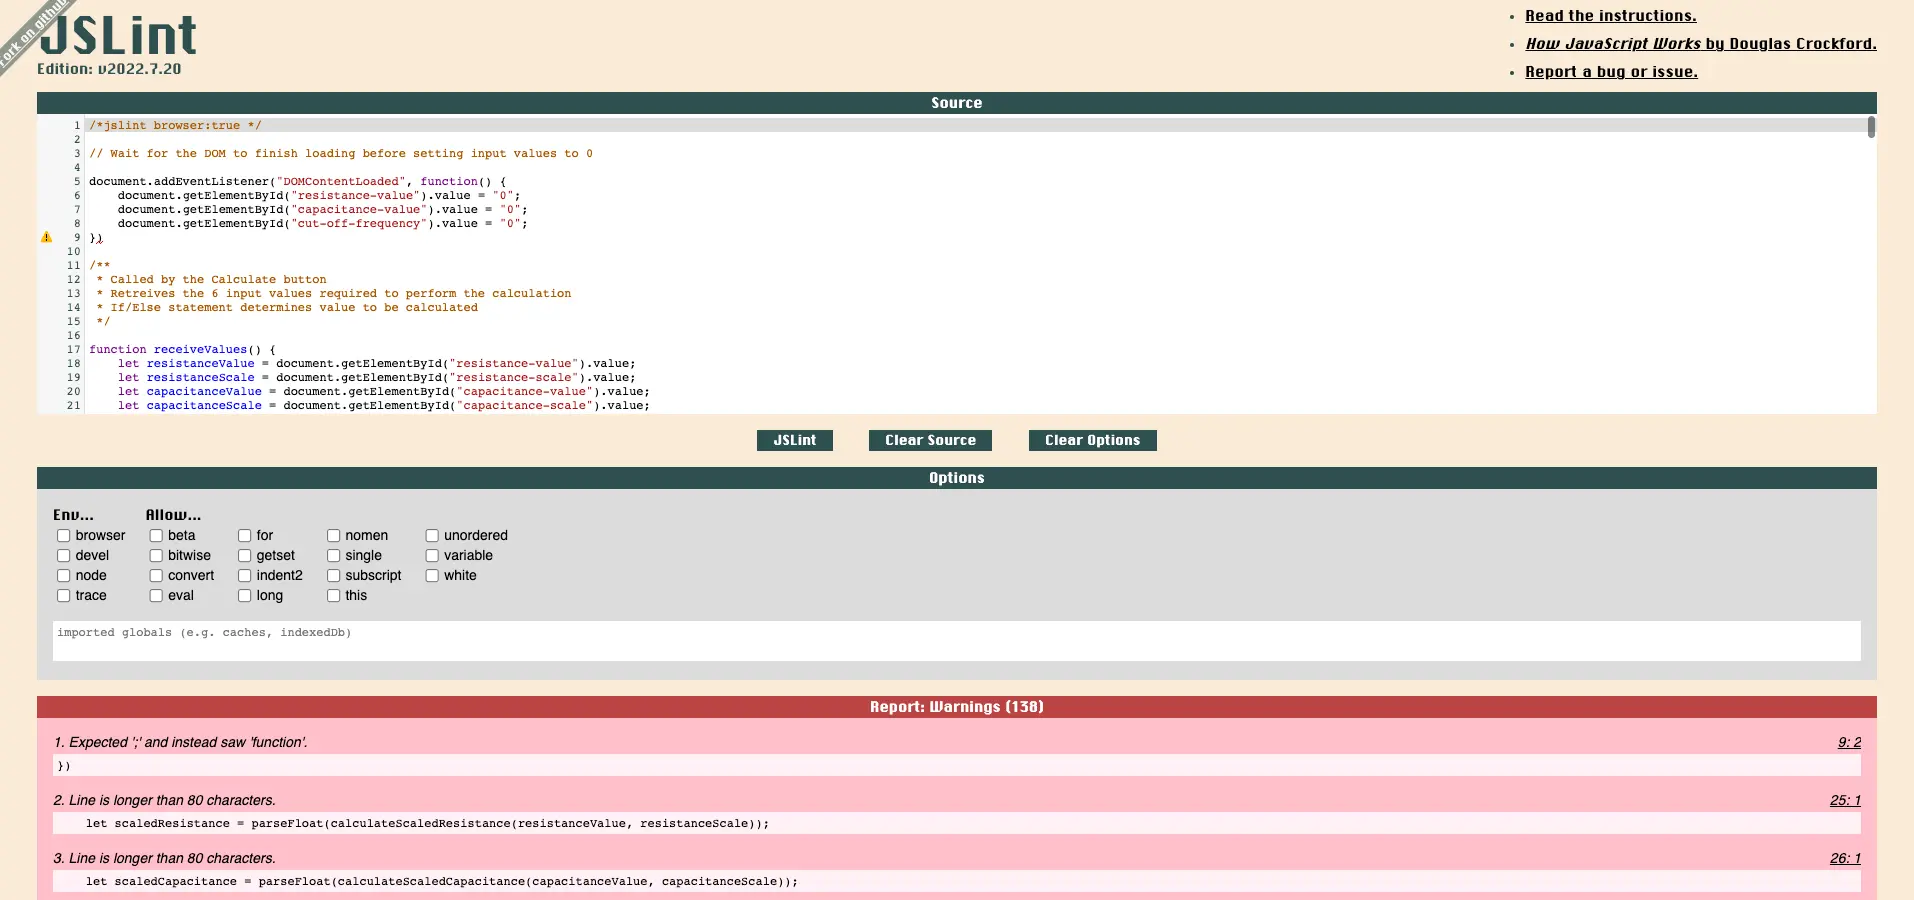 Fork on github
JSLint
Edition: v2022.7.20
Read the instructions.
How JavaScript Works by Douglas Crockford.
Report a bug or issue.
Source
1 /*jslint browser:true */
2
3 // Wait for the DOM to finish loading before setting input values to 0
4
5 document.addEventListener("DOMContentLoaded", function() {
6 document.getElementById("resistance-value").value = "0";
7 document.getElementById("capacitance-value").value = "0";
8 document.getElementById("cut-off-frequency").value = "0";
9 })
10
11 /**
12 * Called by the Calculate button
13 * Retreives the 6 input values required to perform the calculation
14 * If/Else statement determines value to be calculated
15 */
16
17 function receiveValues() {
18 let resistanceValue = document.getElementById("resistance-value").value;
19 let resistanceScale = document.getElementById("resistance-scale").value;
20 let capacitanceValue = document.getElementById("capacitance-value").value;
21 let capacitanceScale = document.getElementById("capacitance-scale").value;
JSLint Clear Source Clear Options
Options
Env... Allow...
browser beta for nomen unordered
devel bitwise getset single variable
node convert indent2 subscript white
trace eval long this
imported globals (e.g. caches, indexedDb)
Report: Warnings (138)
1. Expected ';' and instead saw 'function'. 9: 2
})
2. Line is longer than 80 characters. 25: 1
let scaledResistance = parseFloat(calculateScaledResistance(resistanceValue, resistanceScale));
3. Line is longer than 80 characters. 26: 1
let scaledCapacitance = parseFloat(calculateScaledCapacitance(capacitanceValue, capacitanceScale));